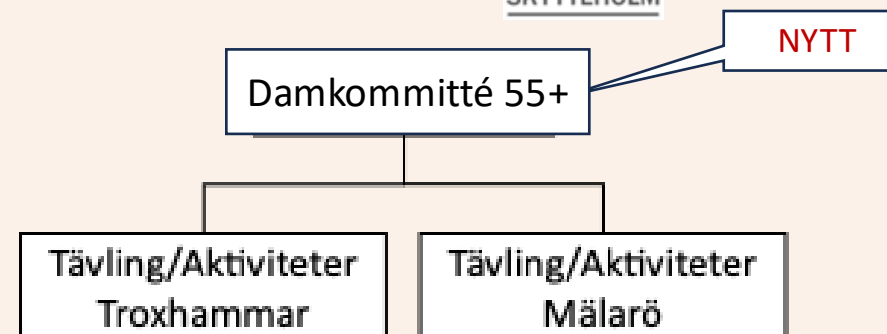 NYTT
Damkommitté 55+
Tävling/Aktiviteter
Troxhammar
Tävling/Aktiviteter
Mälarö